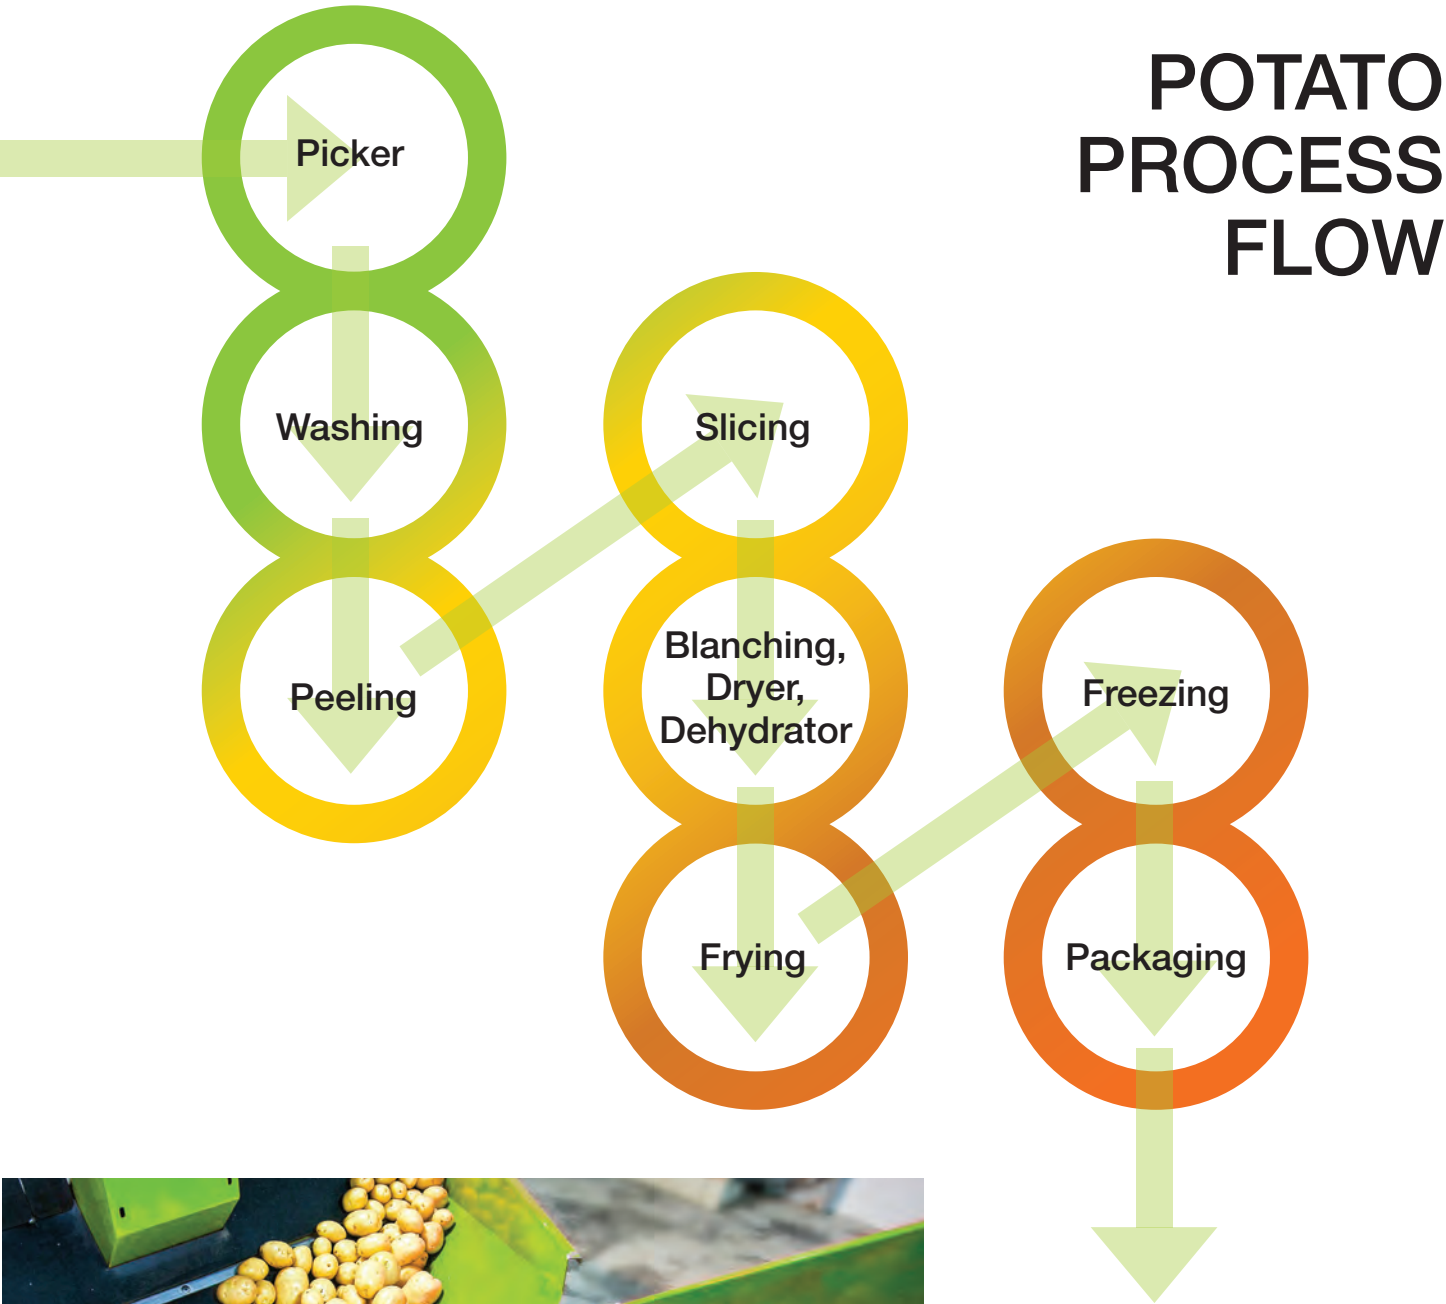 POTATO
PROCESS
FLOW
Picker
Washing
Peeling
Slicing
Blanching,
Dryer,
Dehydrator
Frying
Freezing
Packaging